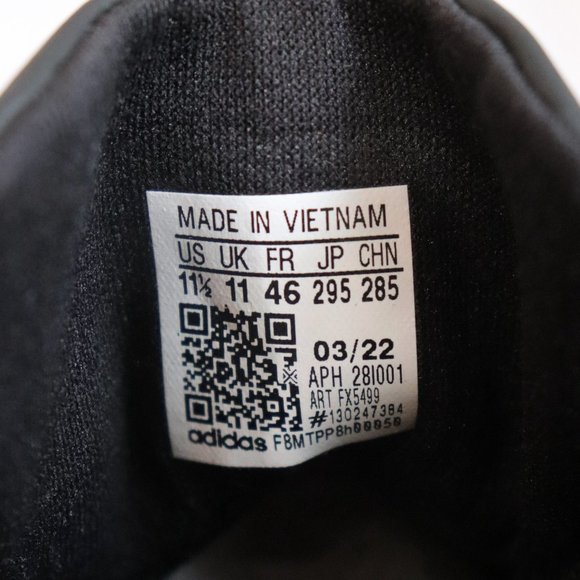 MADE IN VIETNAM
US UK FR JP CHN
11½ 11 46 295 285
03/22
APH 28I001
ART FX5499
#130247384
adidas F8MTPPBh00050